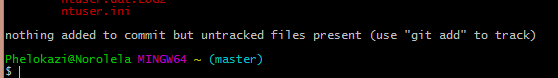 ntuser.ini
nothing added to commit but untracked files present (use "git add" to track)
Phelokazi@Norolela MINGW64 ~ (master)
$